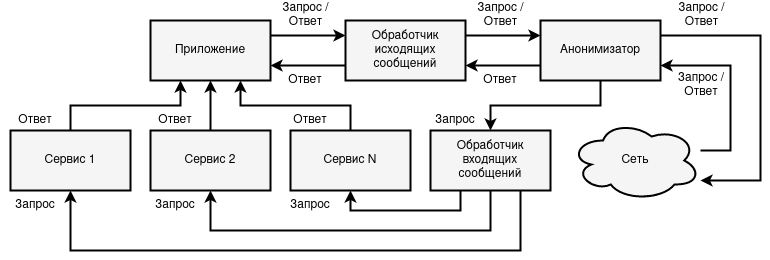 Запрос /
Ответ
Запрос /
Ответ
Запрос /
Ответ
Приложение
Обработчик
исходящих
сообщений
Анонимизатор
Ответ
Ответ
Запрос /
Ответ
Ответ
Ответ
Ответ
Запрос
Сервис 1
Сервис 2
Сервис N
Обработчик
входящих
сообщений
Сеть
Запрос
Запрос
Запрос